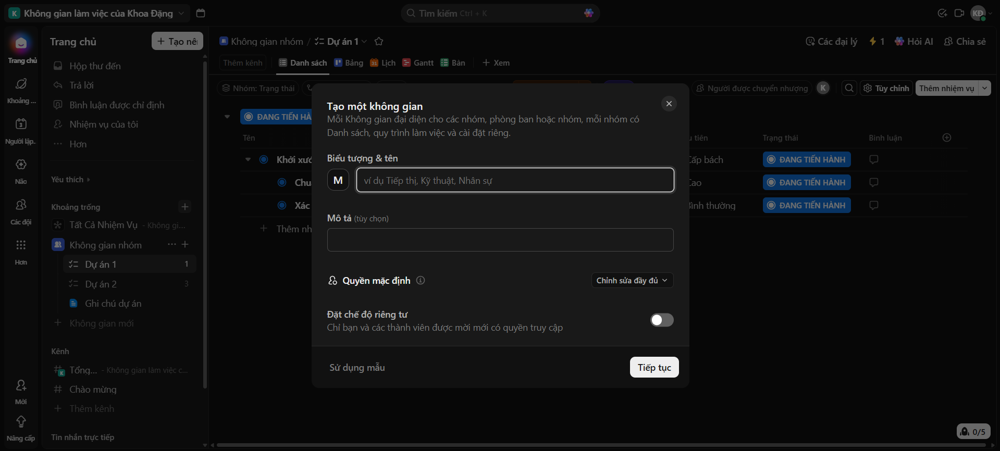 K Không gian làm việc của Khoa Đặng
Tìm kiếm Ctrl + K
KĐ
Trang chủ
Khoảng ...
3
Người lập..
Não
Các đội
Hơn
Mời
Nâng cấp
Trang chủ
+ Tạo
Hộp thư đến
Trả lời
Bình luận được chỉ định
Nhiệm vụ của tôi
Hơn
Yêu thích
Khoảng trống
Tất Cả Nhiệm Vụ - Không gi...
Không gian nhóm
Dự án 1 1
Dự án 2 3
Ghi chú dự án
+ Không gian mới
Kênh
K Tổng... - Không gian làm việc c...
# Chào mừng
+ Thêm kênh
Tin nhắn trực tiếp
Không gian nhóm / Dự án 1
Các đại lý 1 Hỏi AI Chia sẻ
Thêm kênh Danh sách Bảng 31 Lịch Gantt Bàn + Xem
Nhóm: Trạng thái
Người được chuyển nhượng K Tùy chỉnh Thêm nhiệm vụ
ĐANG TIẾN
Tên tiên Trạng thái Bình luận
Khởi Cấp bách ĐANG TIẾN HÀNH
Cao ĐANG TIẾN HÀNH
Xác Bình thường ĐANG TIẾN HÀNH
+ Thêm
Tạo một không gian
Mỗi Không gian đại diện cho các nhóm, phòng ban hoặc nhóm, mỗi nhóm có
Danh sách, quy trình làm việc và cài đặt riêng.
Biểu tượng & tên
M ví dụ Tiếp thị, Kỹ thuật, Nhân sự
Mô tả (tùy chọn)
Quyền mặc định Chỉnh sửa đầy đủ
Đặt chế độ riêng tư
Chỉ bạn và các thành viên được mời mới có quyền truy cập
Sử dụng mẫu Tiếp tục
0/5